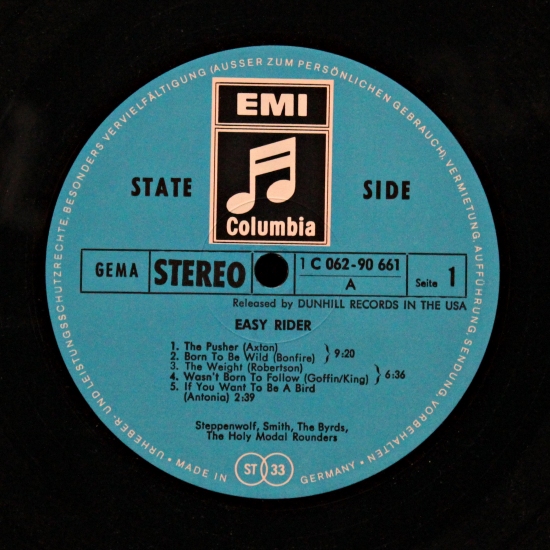 URHEBER- UND LEISTUNGSSCHUTZRECHTE, BESONDERS VERVIELFÄLTIGUNG (AUSSER ZUM PERSÖNLICHEN GEBRAUCH), VERMIETUNG, AUFFÜHRUNG, SENDUNG, VORBEHALTEN
EMI
STATE SIDE
Columbia
GEMA STEREO 1 C 062-90 661
A Seite 1
Released by DUNHILL RECORDS IN THE USA
EASY RIDER
1. The Pusher (Axton)
2. Born To Be Wild (Bonfire) } 9:20
3. The Weight (Robertson)
4. Wasn't Born To Follow (Goffin/King) } 6:36
5. If You Want To Be A Bird
(Antonia) 2:39
Steppenwolf, Smith, The Byrds,
The Holy Modal Rounders
• MADE IN ST 33 GERMANY •